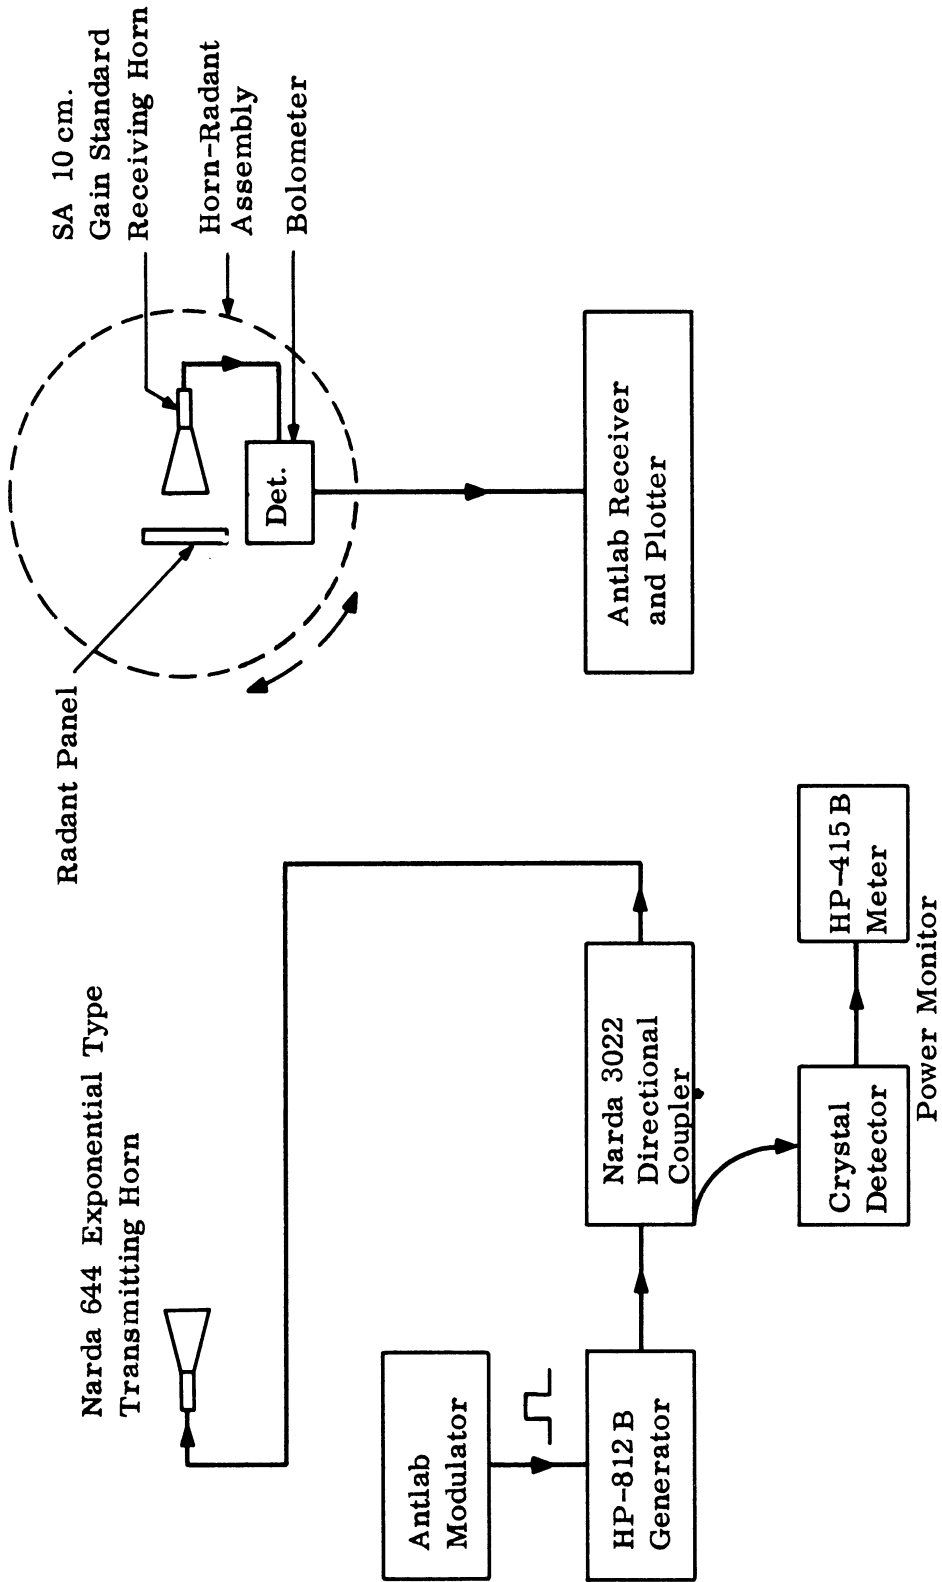 Narda 644 Exponential Type
Transmitting Horn
Radant Panel
SA 10 cm.
Gain Standard
Receiving Horn
Horn-Radant
Assembly
Bolometer
Det.
Antlab
Modulator
HP-812 B
Generator
Narda 3022
Directional
Coupler
Antlab Receiver
and Plotter
Crystal
Detector
HP-415 B
Meter
Power Monitor